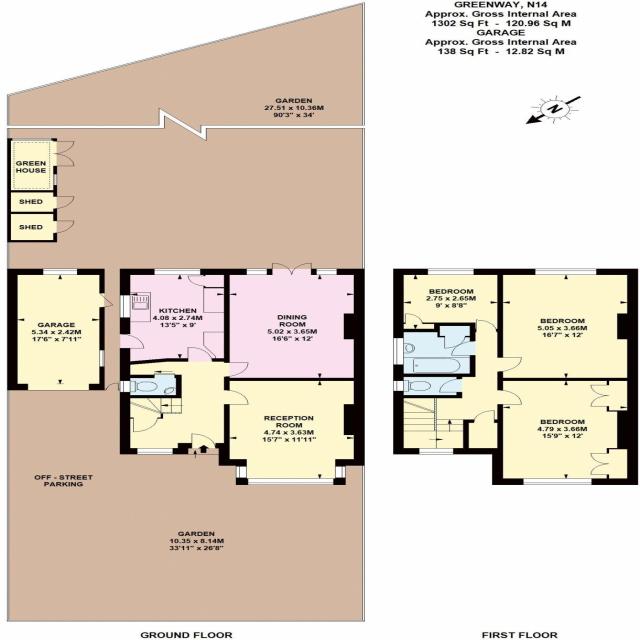 GREENWAY, N14
Approx. Gross Internal Area
1302 Sq Ft - 120.96 Sq M
GARAGE
Approx. Gross Internal Area
138 Sq Ft - 12.82 Sq M
N
GARDEN
27.51 x 10.36M
90'3" x 34'
GREEN
HOUSE
SHED
SHED
GARAGE
5.34 x 2.42M
17'6" x 7'11"
KITCHEN
4.08 x 2.74M
13'5" x 9'
DINING
ROOM
5.02 x 3.65M
16'6" x 12'
RECEPTION
ROOM
4.74 x 3.63M
15'7" x 11'11"
OFF - STREET
PARKING
GARDEN
10.35 x 8.14M
33'11" x 26'8"
BEDROOM
2.75 x 2.65M
9' x 8'8"
BEDROOM
5.05 x 3.66M
16'7" x 12'
BEDROOM
4.79 x 3.66M
15'9" x 12'
GROUND FLOOR
FIRST FLOOR